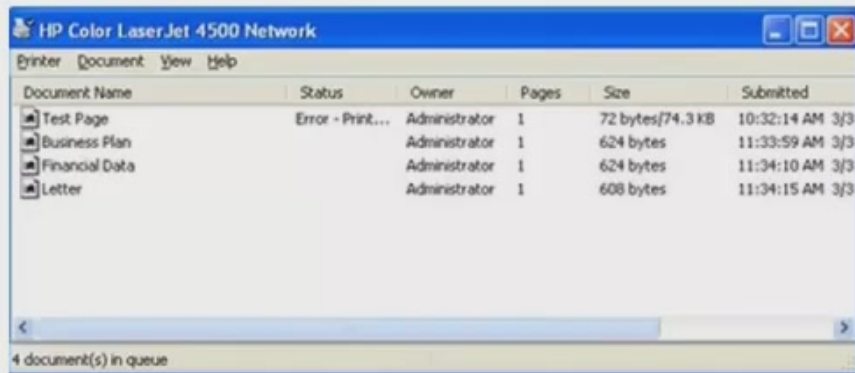 HP Color LaserJet 4500 Network
Printer Document View Help
Document Name Status Owner Pages Size Submitted
Test Page Error - Print... Administrator 1 72 bytes/74.3 KB 10:32:14 AM 3/3
Business Plan Administrator 1 624 bytes 11:33:59 AM 3/3
Financial Data Administrator 1 624 bytes 11:34:10 AM 3/3
Letter Administrator 1 608 bytes 11:34:15 AM 3/3
4 document(s) in queue